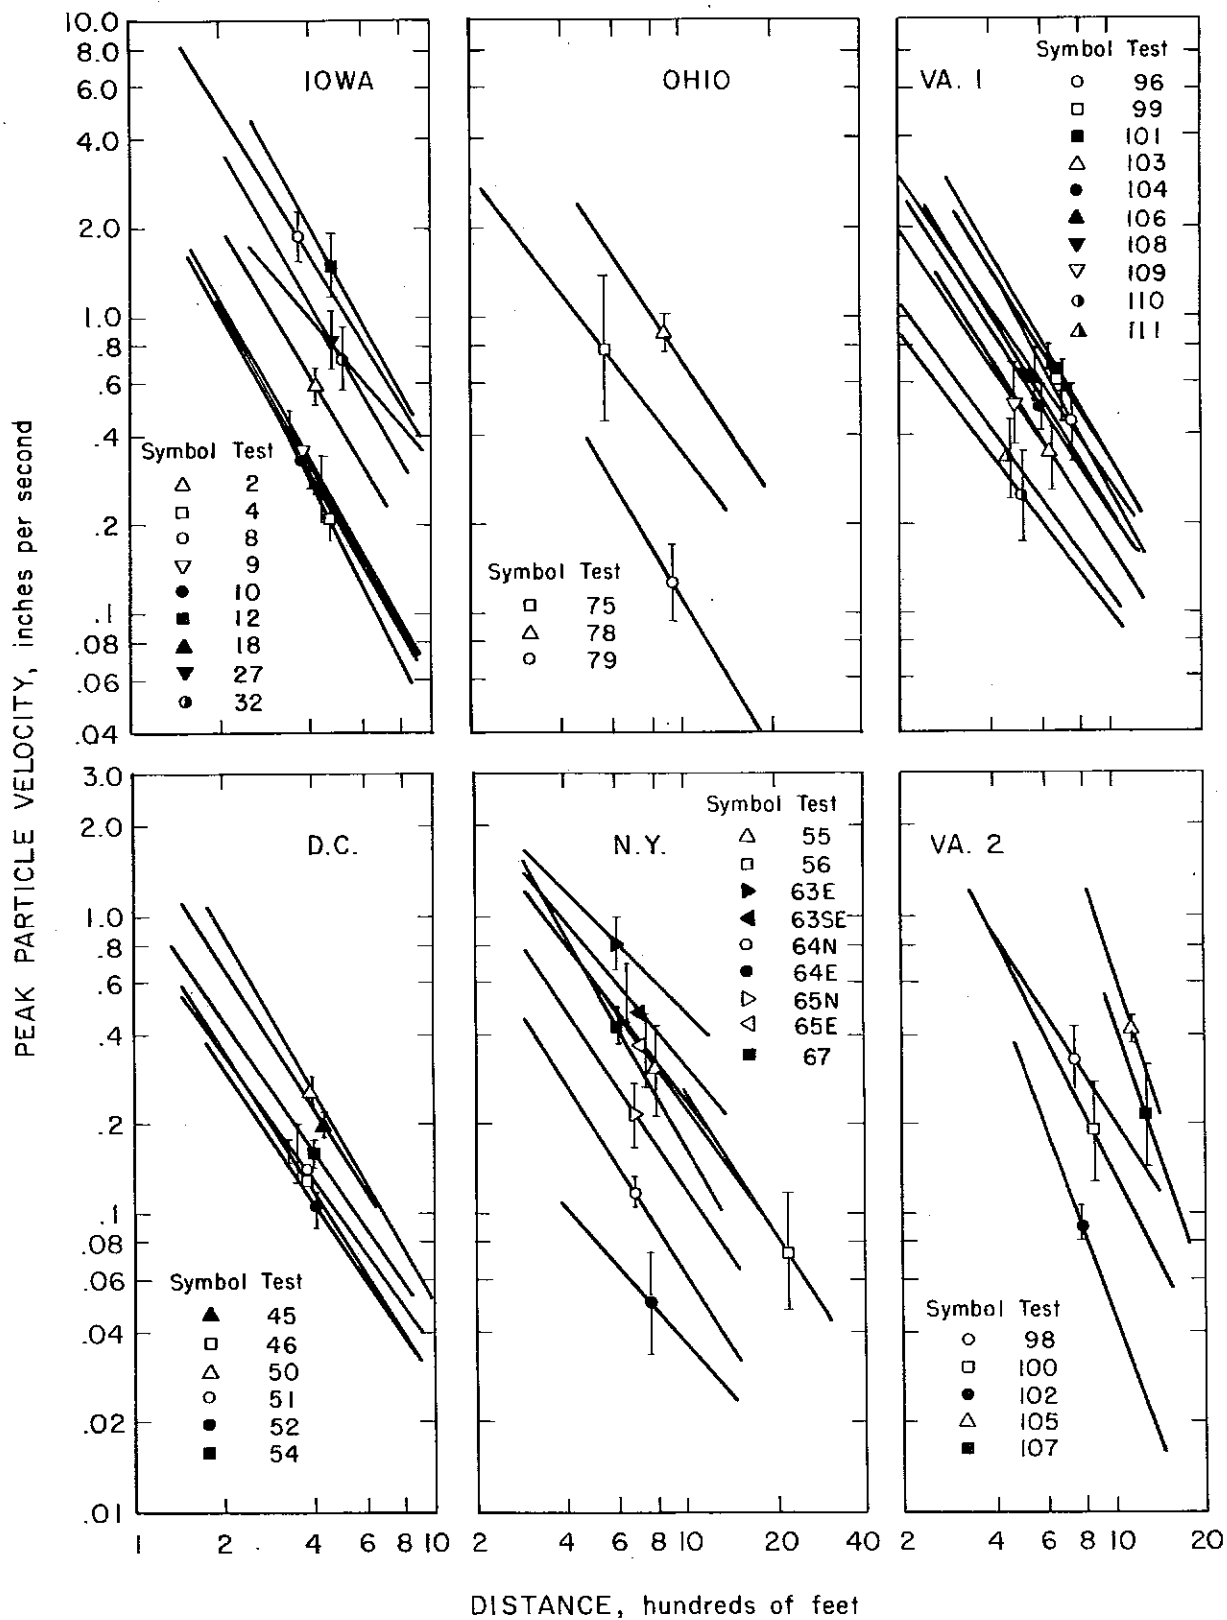 PEAK PARTICLE VELOCITY, inches per second
10.0
8.0
6.0
4.0
2.0
1.0
.8
.6
.4
.2
.1
.08
.06
.04
IOWA
Symbol Test
2
4
8
9
10
12
18
27
32
OHIO
Symbol Test
75
78
79
VA. 1
Symbol Test
96
99
101
103
104
106
108
109
110
111
3.0
2.0
1.0
.8
.6
.4
.2
.1
.08
.06
.04
.02
.01
D.C.
Symbol Test
45
46
50
51
52
54
1 2 4 6 8 10
N.Y.
Symbol Test
55
56
63E
63SE
64N
64E
65N
65E
67
2 4 6 8 10 20 40
VA. 2
Symbol Test
98
100
102
105
107
2 4 6 10 20
DISTANCE, hundreds of feet